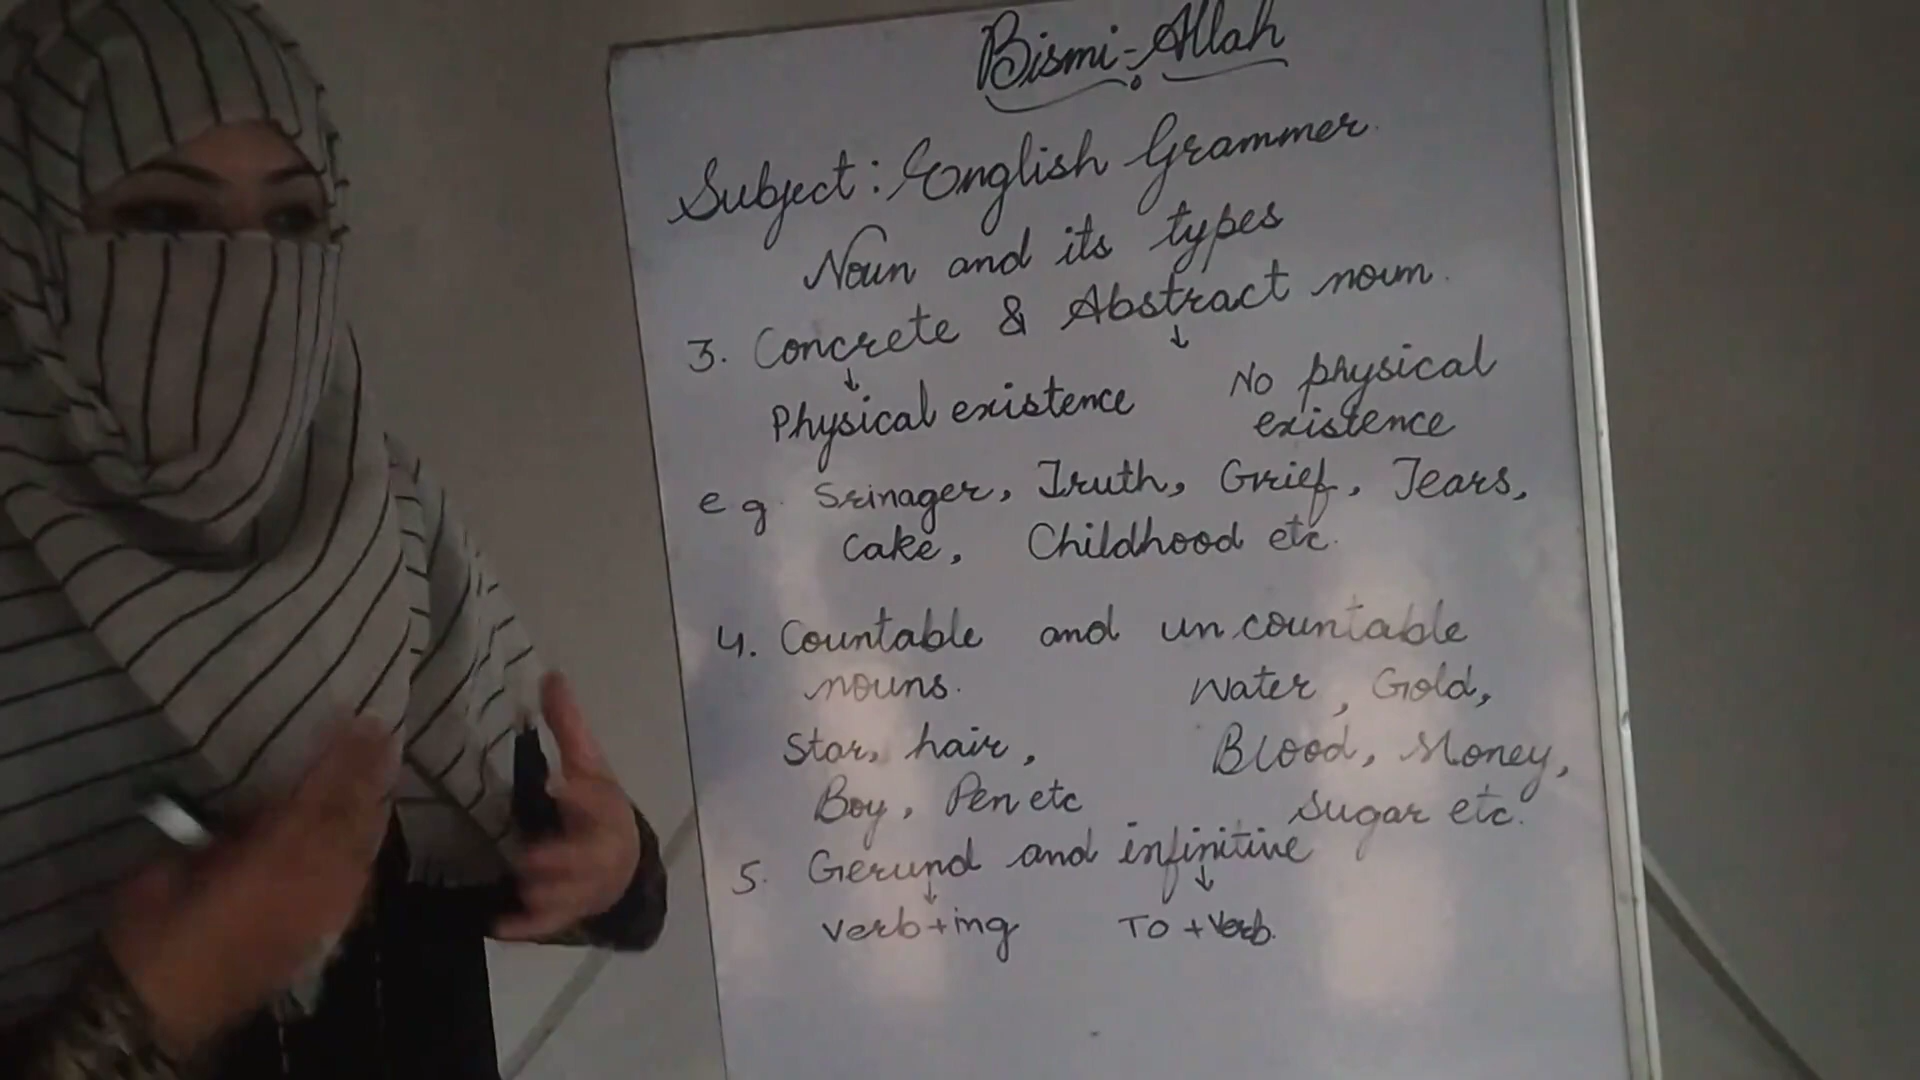 Bismi-Allah
Subject: English Grammer.
Noun and its types
3. Concrete & Abstract noun.
↓ ↓
Physical existence No physical
existence
e g. Srinager, Truth, Grief, Tears,
Cake, Childhood etc.
4. Countable and uncountable
nouns. Water, Gold,
Star, hair, Blood, Money,
Boy, Pen etc Sugar etc.
5. Gerund and infinitive
↓ ↓
Verb+ing To + Verb.